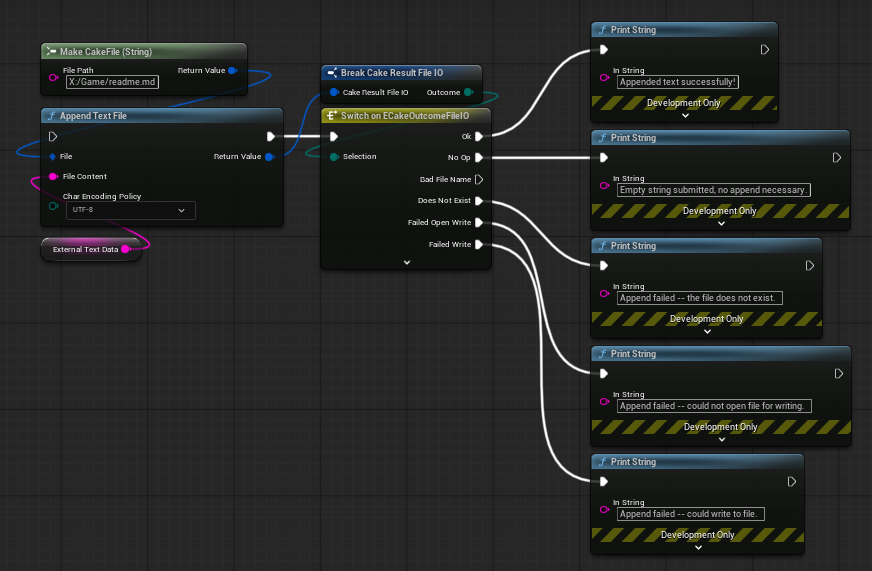 Make CakeFile (String)
File Path
Return Value
X:/Game/readme.md
Append Text File
File
Return Value
File Content
Char Encoding Policy
UTF-8
External Text Data
Break Cake Result File IO
Cake Result File IO
Outcome
Switch on ECakeOutcomeFileIO
Ok
Selection
No Op
Bad File Name
Does Not Exist
Failed Open Write
Failed Write
Print String
In String
Appended text successfully!
Development Only
Print String
In String
Empty string submitted, no append necessary.
Development Only
Print String
In String
Append failed -- the file does not exist.
Development Only
Print String
In String
Append failed -- could not open file for writing.
Development Only
Print String
In String
Append failed -- could write to file.
Development Only